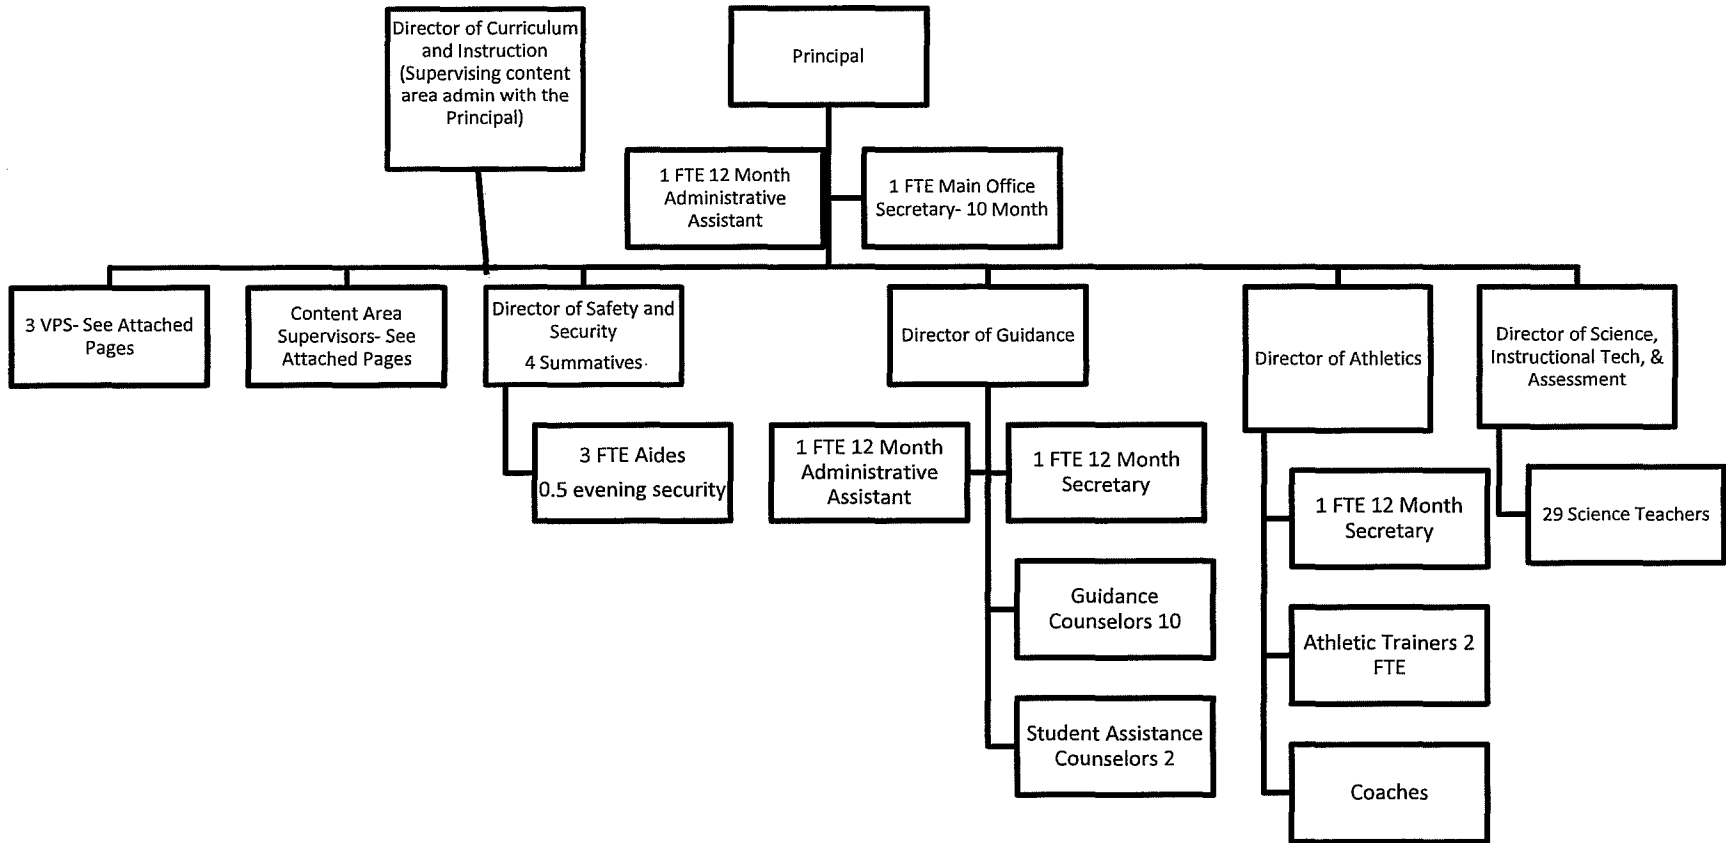 Director of Curriculum
and Instruction
(Supervising content
area admin with the
Principal)
Principal
1 FTE 12 Month
Administrative
Assistant
1 FTE Main Office
Secretary- 10 Month
3 VPS- See Attached
Pages
Content Area
Supervisors- See
Attached Pages
Director of Safety and
Security
4 Summatives
Director of Guidance
Director of Athletics
Director of Science,
Instructional Tech, &
Assessment
3 FTE Aides
0.5 evening security
1 FTE 12 Month
Administrative
Assistant
1 FTE 12 Month
Secretary
Guidance
Counselors 10
Student Assistance
Counselors 2
1 FTE 12 Month
Secretary
Athletic Trainers 2
FTE
Coaches
29 Science Teachers